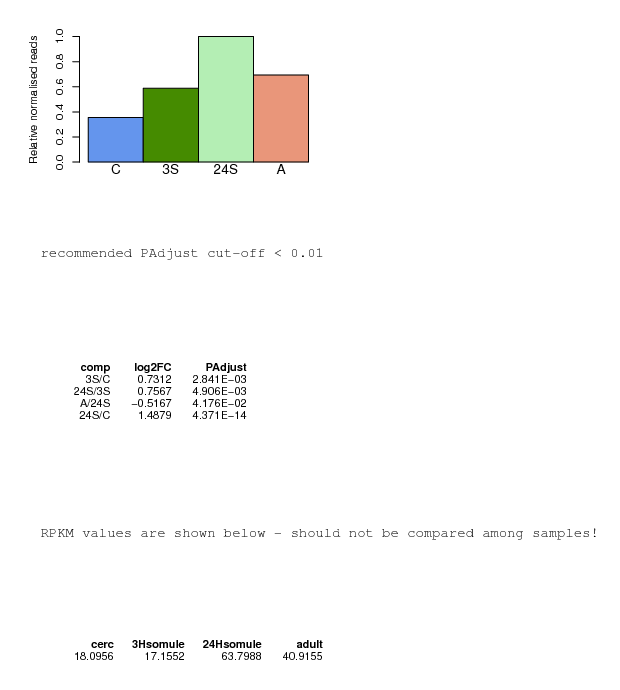 Relative normalised reads
1.0
0.8
0.6
0.4
0.2
0.0
C 3S 24S A
recommended PAdjust cut-off < 0.01
comp log2FC PAdjust
3S/C 0.7312 2.841E−03
24S/3S 0.7567 4.906E−03
A/24S −0.5167 4.176E−02
24S/C 1.4879 4.371E−14
RPKM values are shown below - should not be compared among samples!
cerc 3Hsomule 24Hsomule adult
18.0956 17.1552 63.7988 40.9155